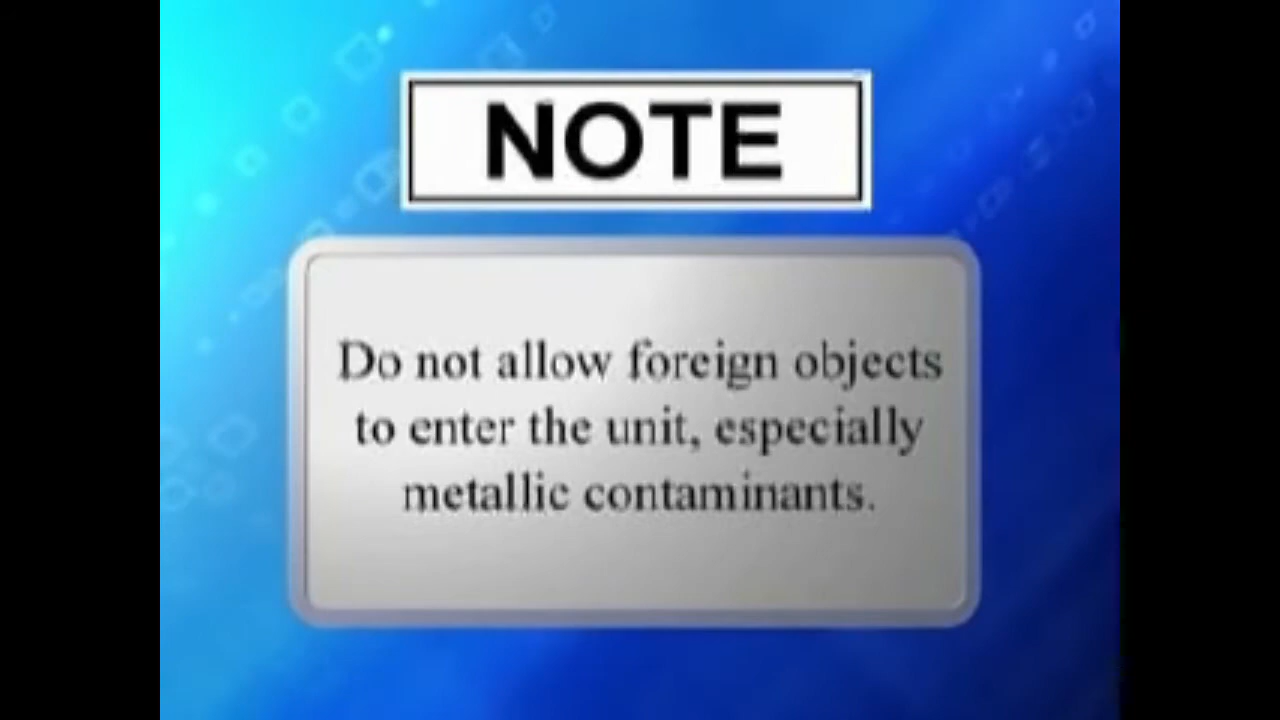 NOTE
Do not allow foreign objects
to enter the unit, especially
metallic contaminants.